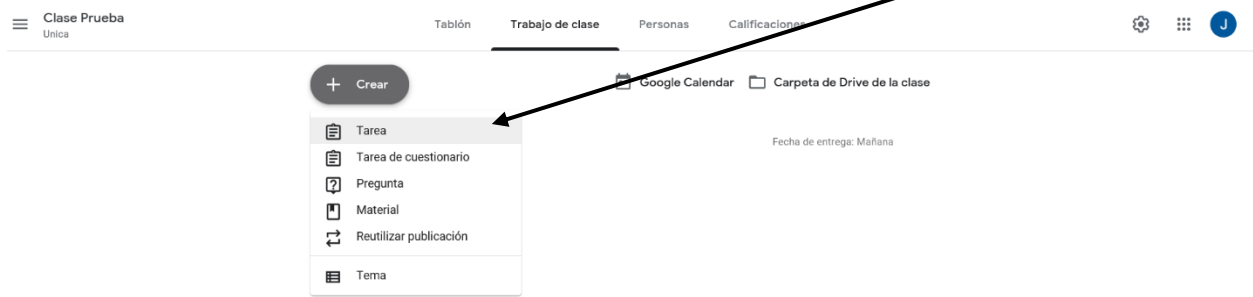 Clase Prueba
Unica
Tablón Trabajo de clase Personas Calificaciones
J
Crear
Google Calendar Carpeta de Drive de la clase
Tarea
Fecha de entrega: Mañana
Tarea de cuestionario
Pregunta
Material
Reutilizar publicación
Tema